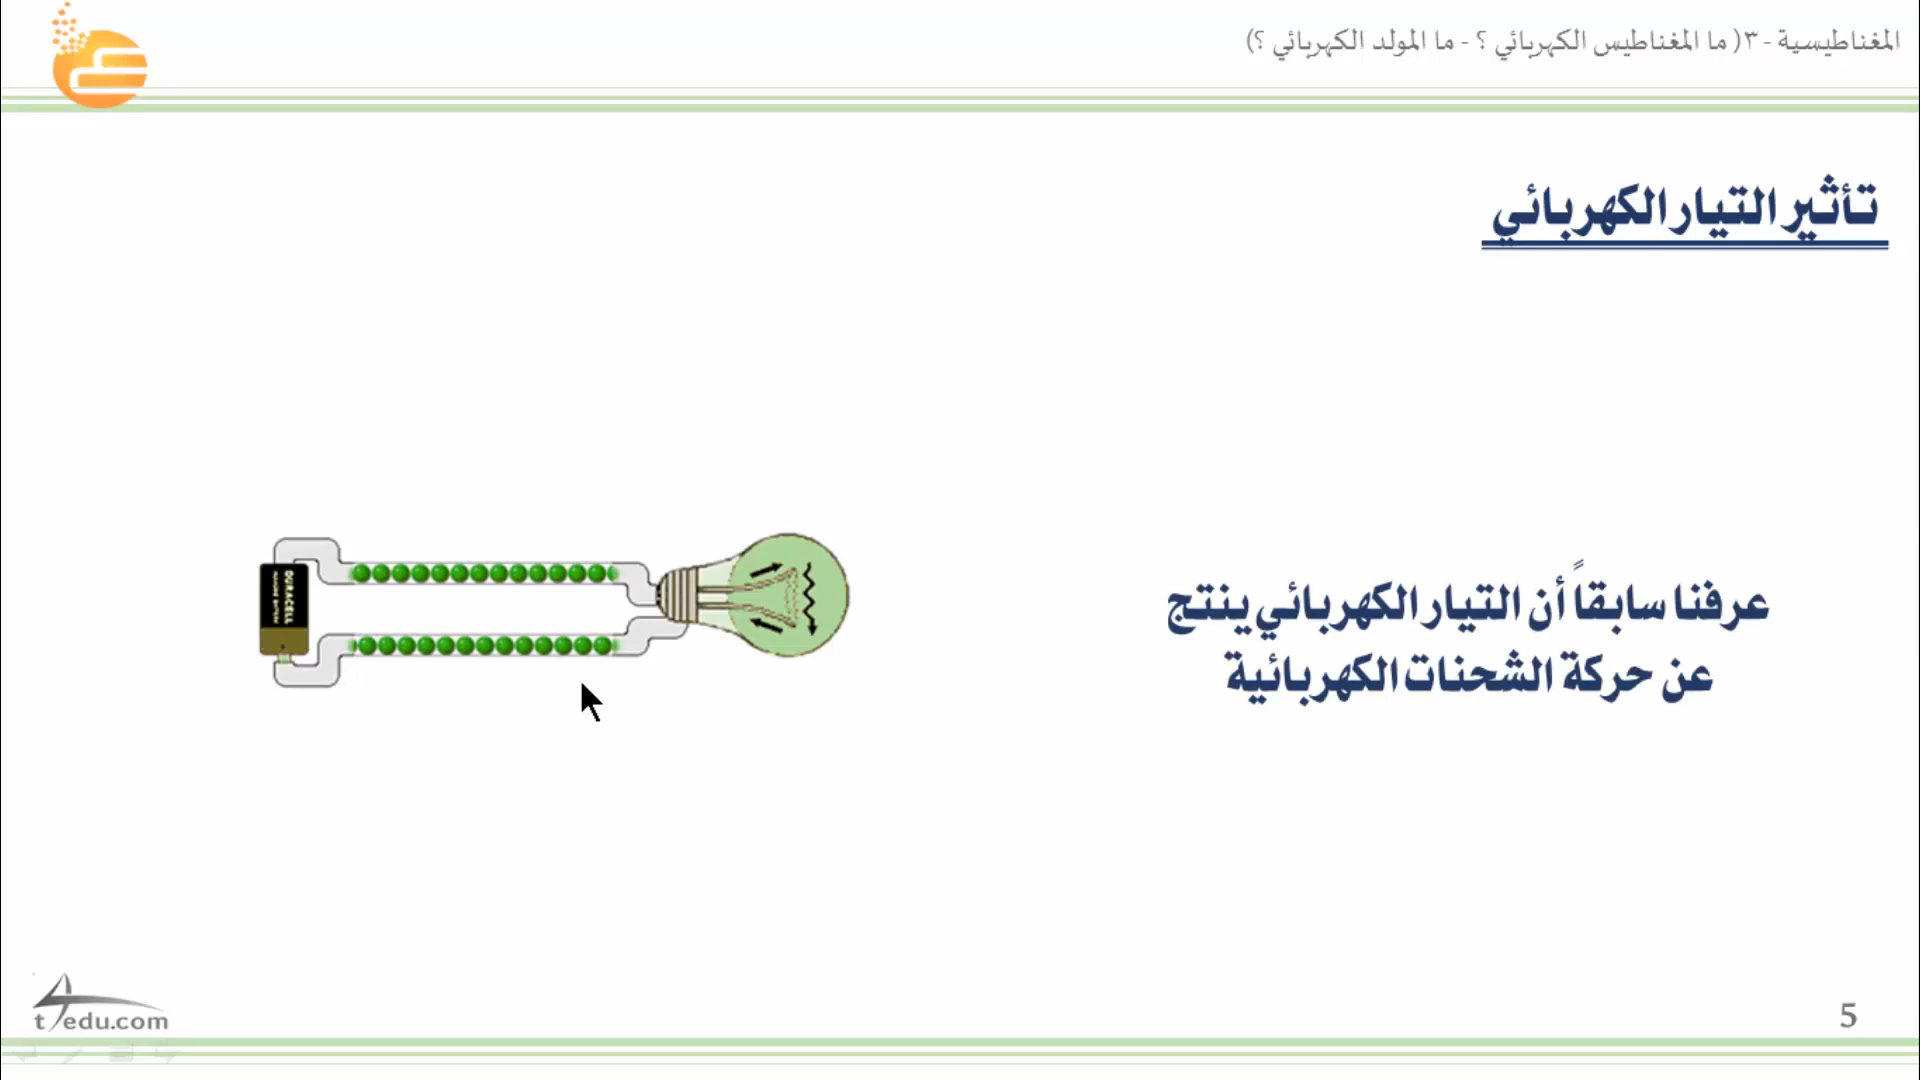 المغناطيسية - ٣( ما المغناطيس الكهربائي ؟ - ما المولد الكهربائي ؟)
تأثير التيار الكهربائي
عرفنا سابقاً أن التيار الكهربائي ينتج
عن حركة الشحنات الكهربائية
DURACELL
t4edu.com
5